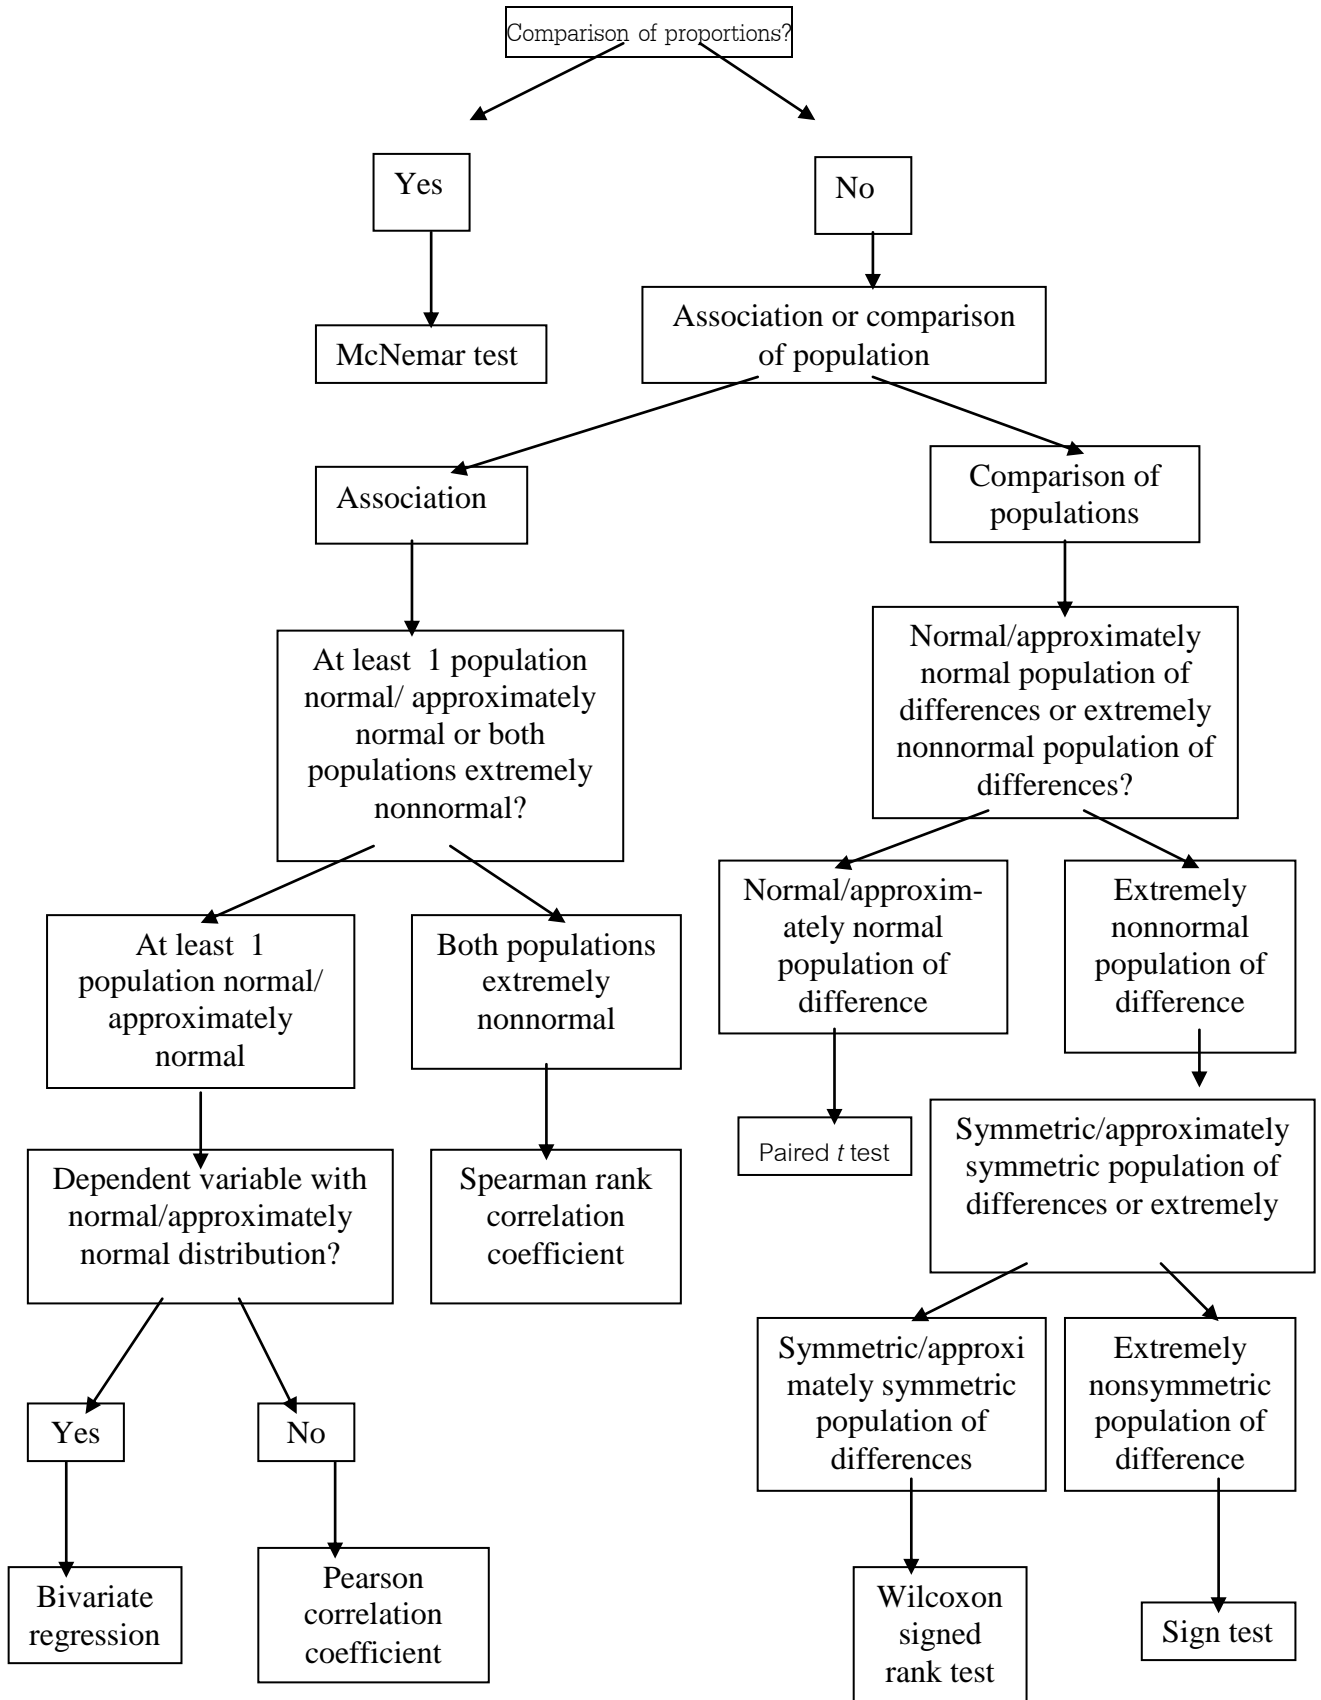 Comparison of proportions?
Yes
No
McNemar test
Association or comparison
of population
Association
Comparison of
populations
At least  1 population
normal/ approximately
normal or both
populations extremely
nonnormal?
Normal/approximately
normal population of
differences or extremely
nonnormal population of
differences?
At least  1
population normal/
approximately
normal
Both populations
extremely
nonnormal
Normal/approxim-
ately normal
population of
difference
Extremely
nonnormal
population of
difference
Dependent variable with
normal/approximately
normal distribution?
Spearman rank
correlation
coefficient
Paired t test
Symmetric/approximately
symmetric population of
differences or extremely
Yes
No
Symmetric/approxi
mately symmetric
population of
differences
Extremely
nonsymmetric
population of
difference
Bivariate
regression
Pearson
correlation
coefficient
Wilcoxon
signed
rank test
Sign test